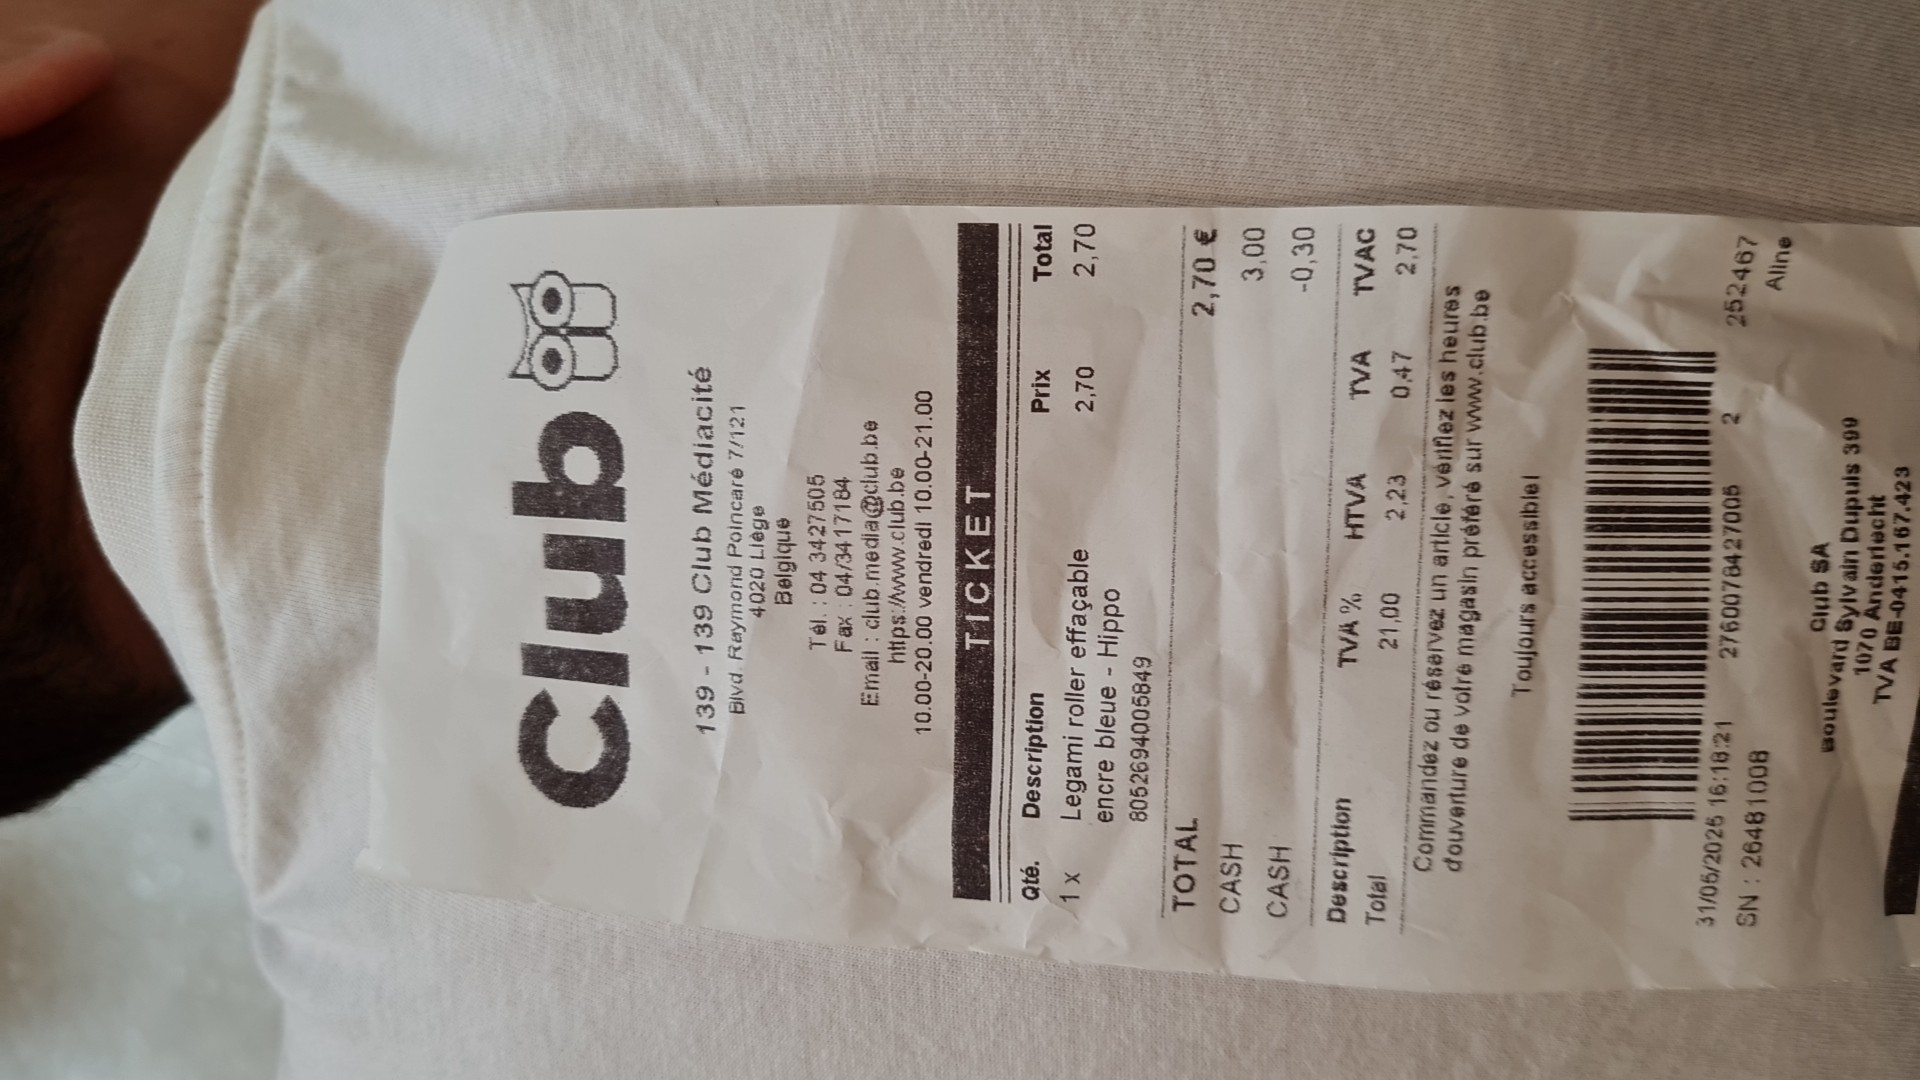 Club
139 - 139 Club Médiacité
Blvd. Raymond Poincaré 7/121
4020 Liège
Belgique
Tél. : 04 3427505
Fax : 04/3417184
Email : club.media@club.be
https://www.club.be
10.00-20.00 vendredi 10.00-21.00
TICKET
Qté. Description Prix Total
1 x Legami roller effaçable 2,70 2,70
encre bleue - Hippo
8052694005849
TOTAL 2,70 €
CASH 3,00
CASH -0,30
Description TVA % HTVA TVA TVAC
Total 21,00 2,23 0,47 2,70
Commandez ou réservez un article, vérifiez les heures
d'ouverture de votre magasin préféré sur www.club.be
Toujours accessible!
31/05/2025 16:18:21 2760078427005 2 252467
SN : 26481008 Aline
Club SA
Boulevard Sylvain Dupuis 399
1070 Anderlecht
TVA BE-0415.167.423